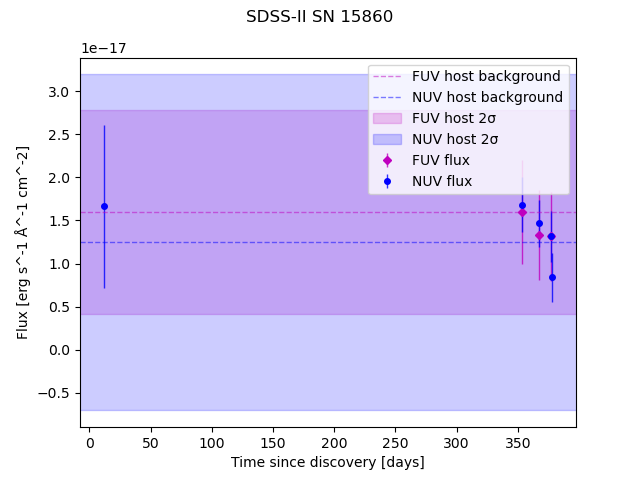 SDSS-II SN 15860
1e−17
3.0
2.5
2.0
1.5
1.0
0.5
0.0
−0.5
Flux [erg s^-1 Å^-1 cm^-2]
FUV host background
NUV host background
FUV host 2σ
NUV host 2σ
FUV flux
NUV flux
0 50 100 150 200 250 300 350
Time since discovery [days]